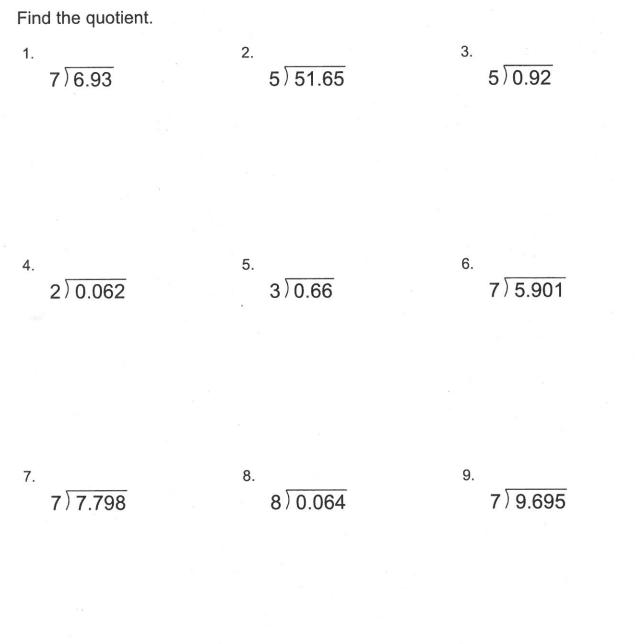 Find the quotient.
1. 2. 3.
7)6.93 5)51.65 5)0.92
4. 5. 6.
2)0.062 3)0.66 7)5.901
7. 8. 9.
7)7.798 8)0.064 7)9.695